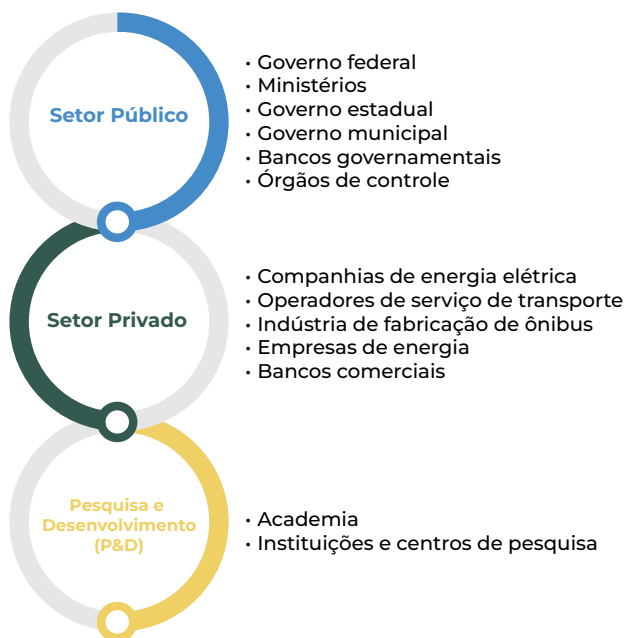 Setor Público
· Governo federal
· Ministérios
· Governo estadual
· Governo municipal
· Bancos governamentais
· Órgãos de controle
Setor Privado
· Companhias de energia elétrica
· Operadores de serviço de transporte
· Indústria de fabricação de ônibus
· Empresas de energia
· Bancos comerciais
Pesquisa e
Desenvolvimento
(P&D)
· Academia
· Instituições e centros de pesquisa